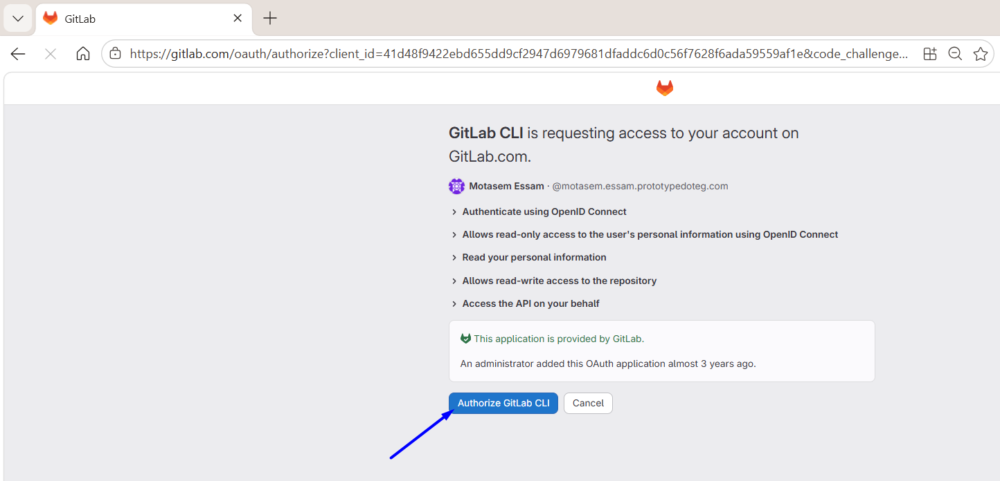 GitLab
https://gitlab.com/oauth/authorize?client_id=41d48f9422ebd655dd9cf2947d6979681dfaddc6d0c56f7628f6ada59559af1e&code_challenge...
GitLab CLI is requesting access to your account on
GitLab.com.
Motasem Essam · @motasem.essam.prototypedoteg.com
Authenticate using OpenID Connect
Allows read-only access to the user's personal information using OpenID Connect
Read your personal information
Allows read-write access to the repository
Access the API on your behalf
This application is provided by GitLab.
An administrator added this OAuth application almost 3 years ago.
Authorize GitLab CLI Cancel